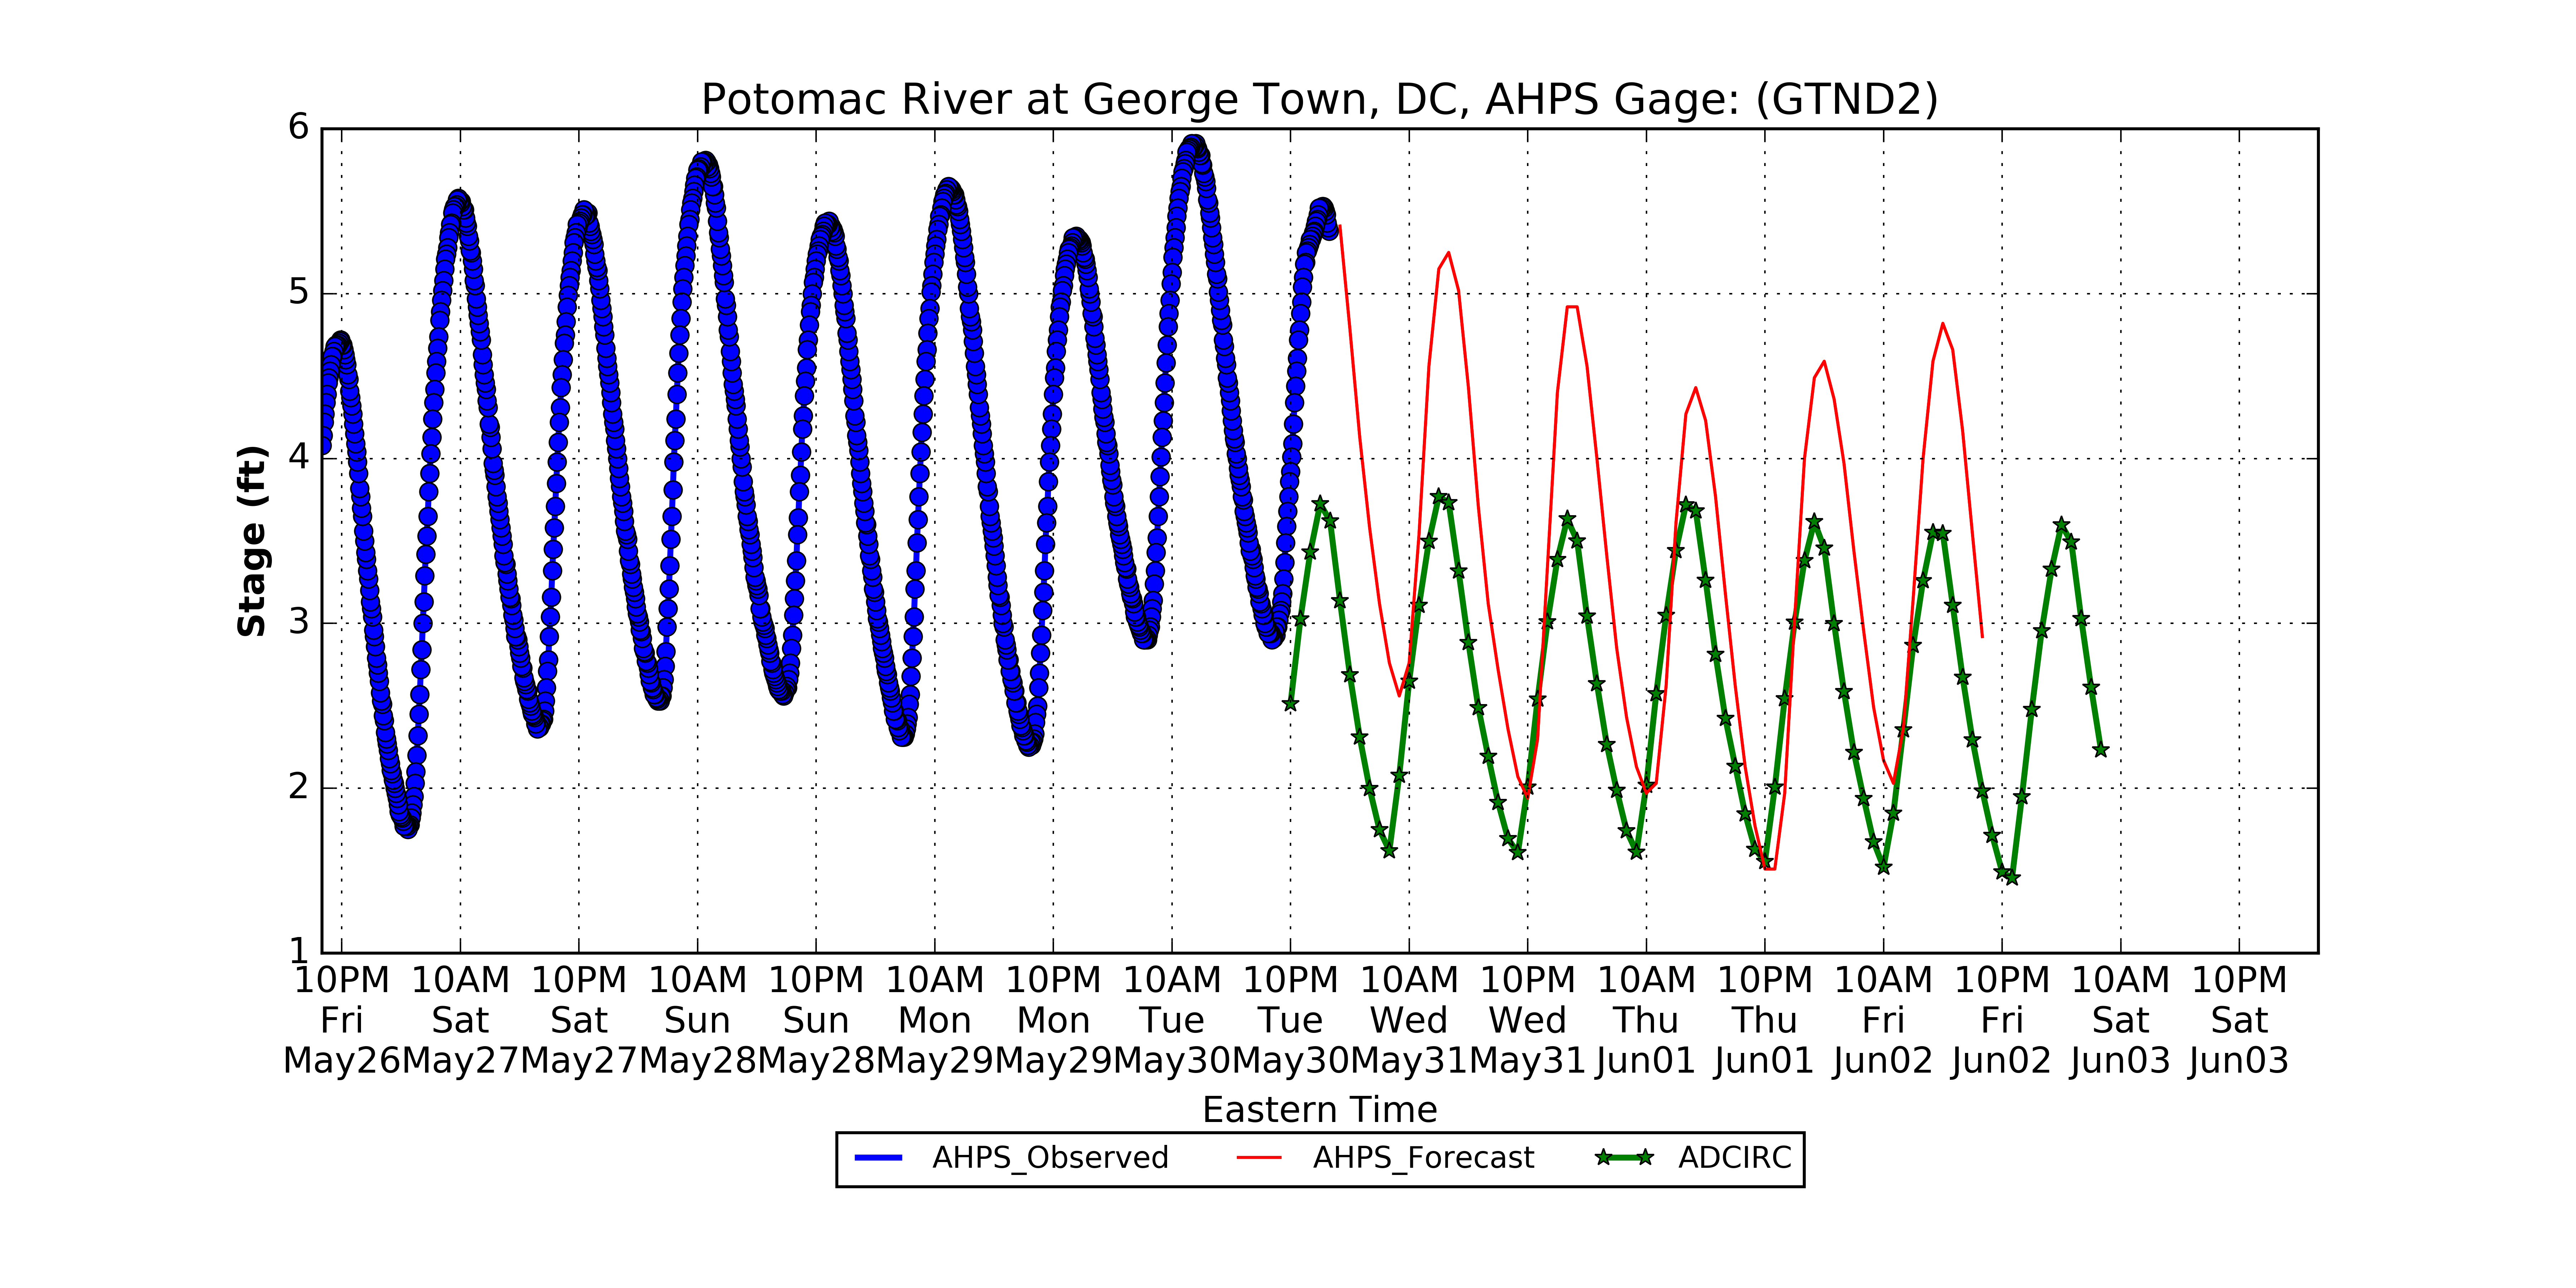 Potomac River at George Town, DC, AHPS Gage: (GTND2)
6
5
4
3
2
1
Stage (ft)
10PM 10AM 10PM 10AM 10PM 10AM 10PM 10AM 10PM 10AM 10PM 10AM 10PM 10AM 10PM 10AM 10PM
Fri Sat Sat Sun Sun Mon Mon Tue Tue Wed Wed Thu Thu Fri Fri Sat Sat
May26 May27 May27 May28 May28 May29 May29 May30 May30 May31 May31 Jun01 Jun01 Jun02 Jun02 Jun03 Jun03
Eastern Time
AHPS_Observed AHPS_Forecast ADCIRC